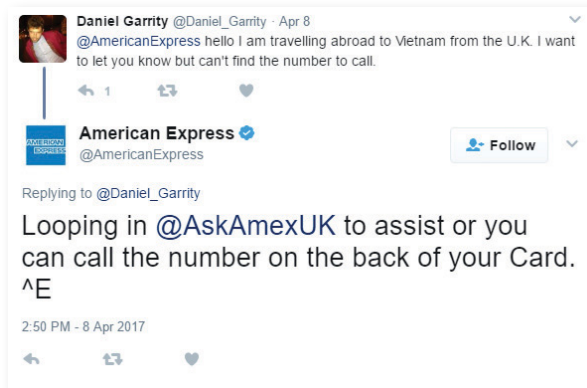 Daniel Garrity @Daniel_Garrity · Apr 8
@AmericanExpress hello I am travelling abroad to Vietnam from the U.K. I want
to let you know but can't find the number to call.
1
AMERICAN
EXPRESS
American Express
@AmericanExpress
Follow
Replying to @Daniel_Garrity
Looping in @AskAmexUK to assist or you
can call the number on the back of your Card.
^E
2:50 PM - 8 Apr 2017